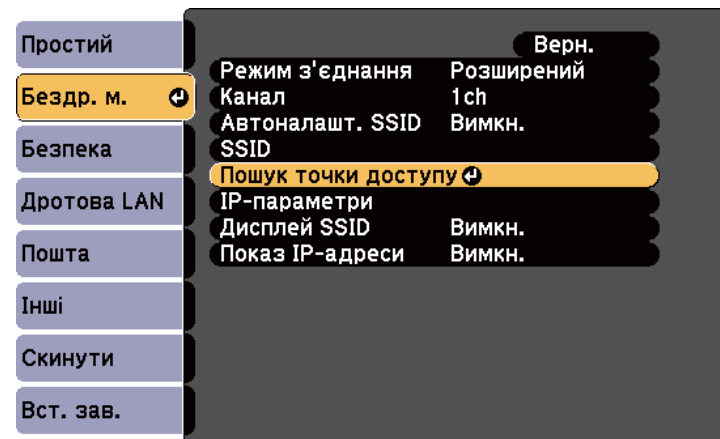 Простий
Бездр. м.
Безпека
Дротова LAN
Пошта
Інші
Скинути
Вст. зав.
Верн.
Режим з'єднання Розширений
Канал 1ch
Автоналашт. SSID Вимкн.
SSID
Пошук точки доступу
IP-параметри
Дисплей SSID Вимкн.
Показ IP-адреси Вимкн.